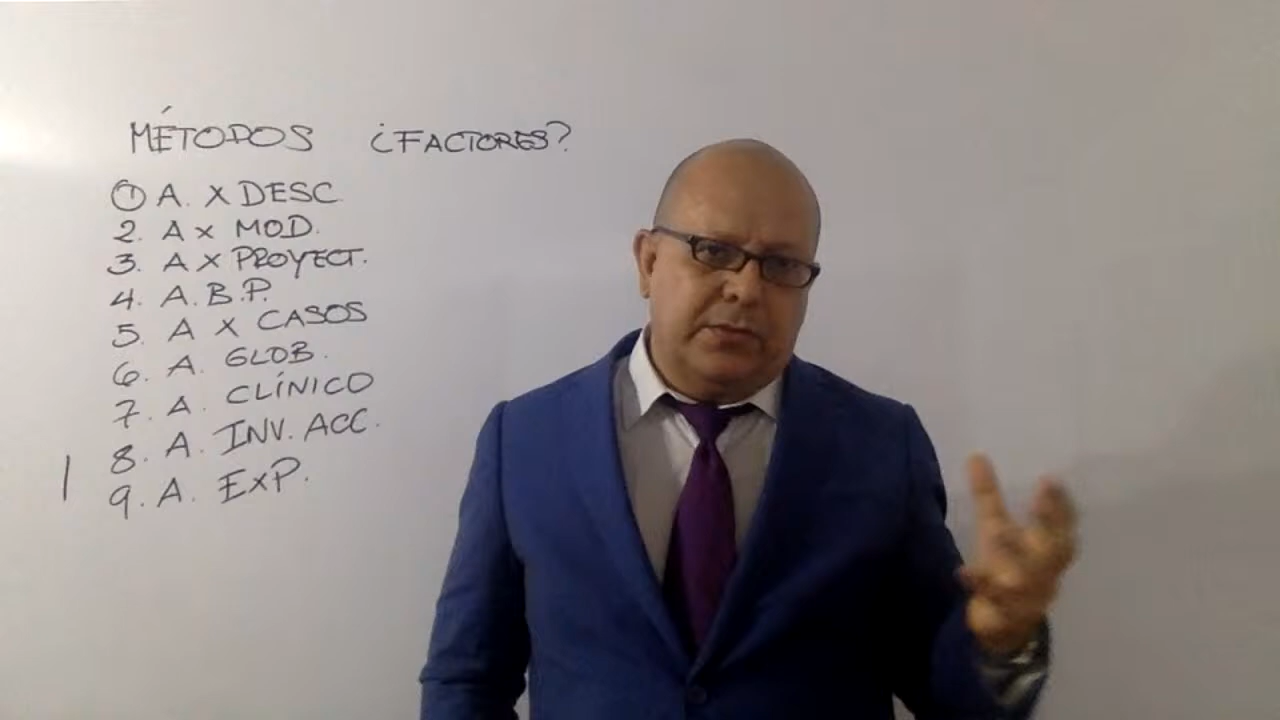 MÉTODOS ¿FACTORES?
1 A. X DESC.
2. A X MOD.
3. A X PROYECT.
4. A.B.P.
5. A X CASOS
6. A. GLOB.
7. A. CLÍNICO
8. A. INV. ACC.
9. A. EXP.